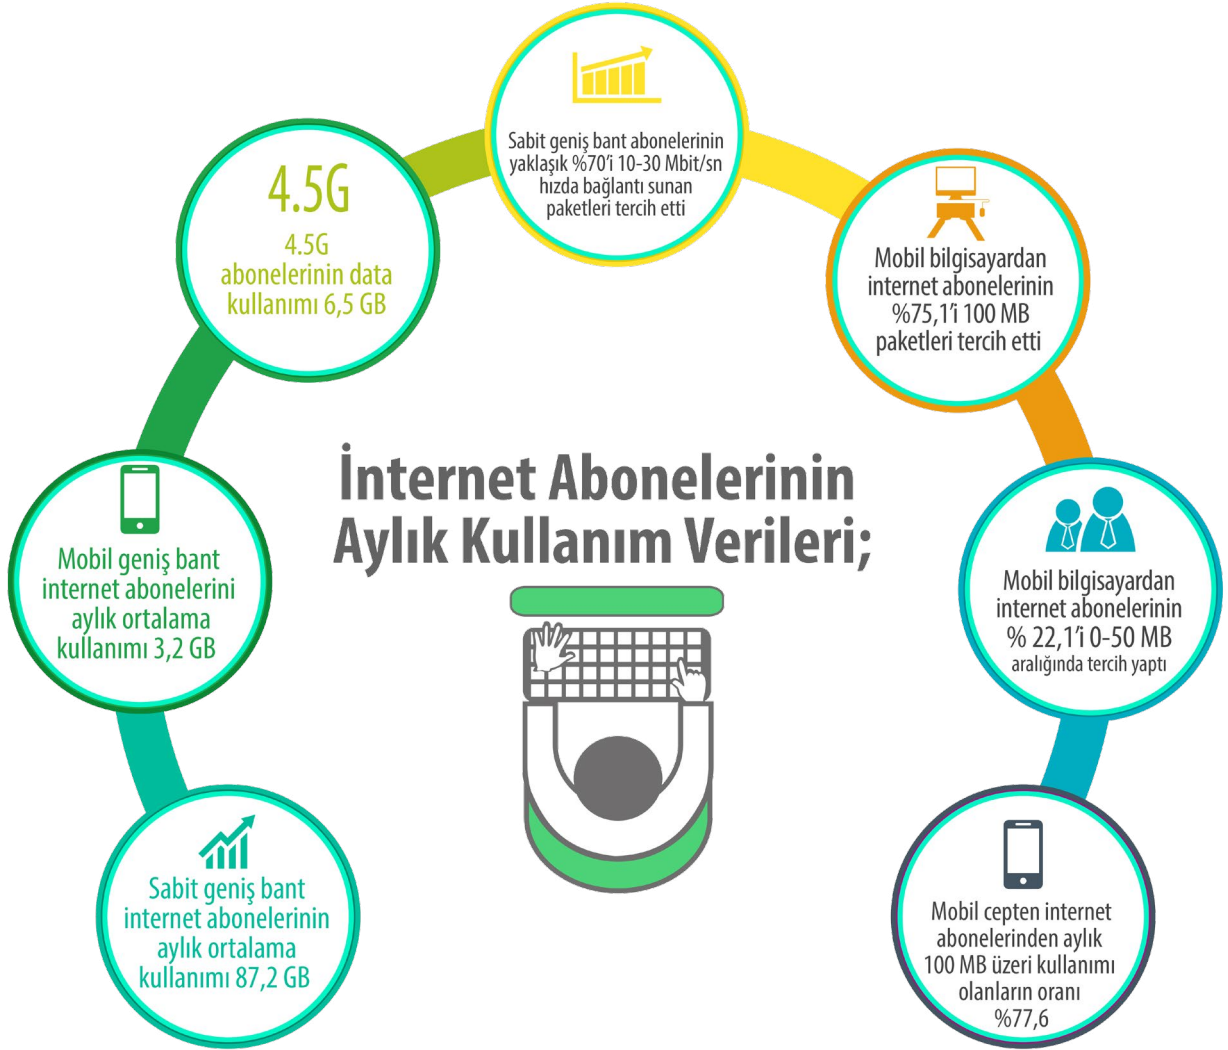 İnternet Abonelerinin
Aylık Kullanım Verileri;
Sabit geniş bant
internet abonelerinin
aylık ortalama
kullanımı 87,2 GB
Mobil geniş bant
internet abonelerini
aylık ortalama
kullanımı 3,2 GB
4.5G
4.5G
abonelerinin data
kullanımı 6,5 GB
Sabit geniş bant abonelerinin
yaklaşık %70'i 10-30 Mbit/sn
hızda bağlantı sunan
paketleri tercih etti
Mobil bilgisayardan
internet abonelerinin
%75,1'i 100 MB
paketleri tercih etti
Mobil bilgisayardan
internet abonelerinin
% 22,1'i 0-50 MB
aralığında tercih yaptı
Mobil cepten internet
abonelerinden aylık
100 MB üzeri kullanımı
olanların oranı
%77,6